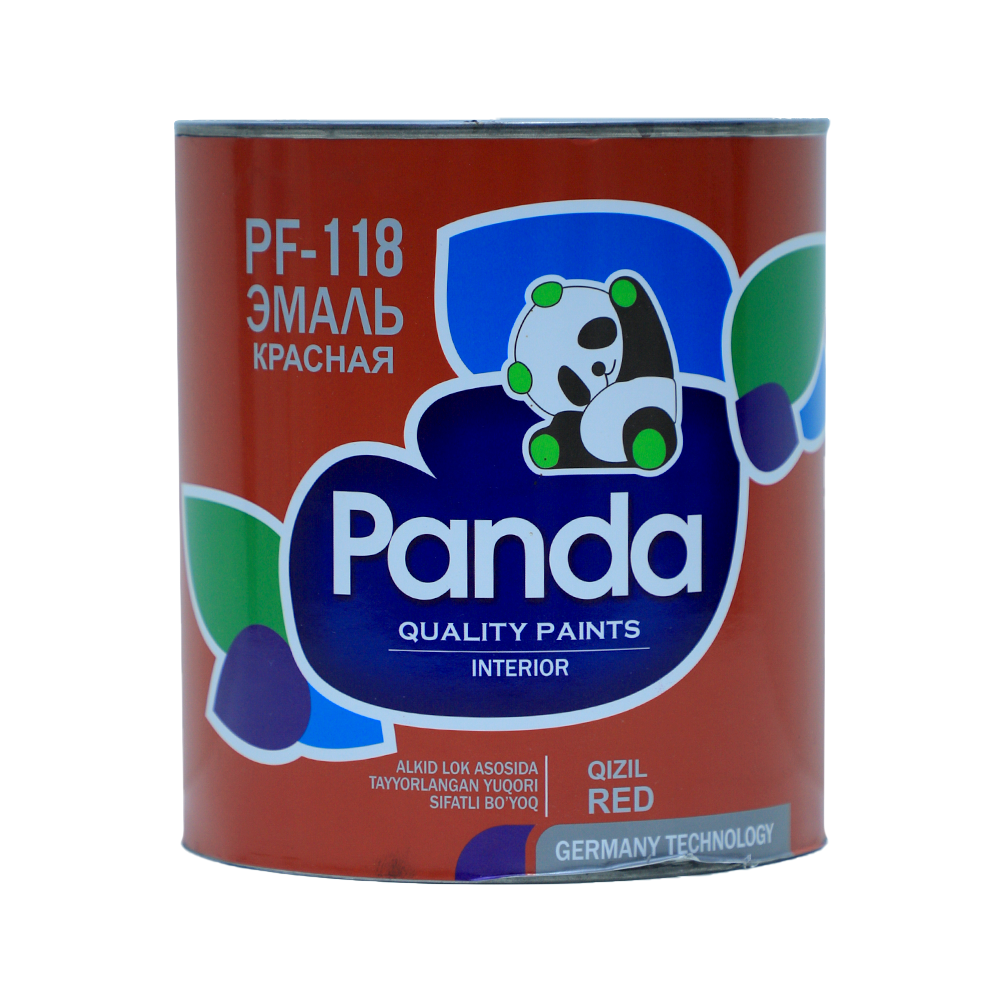 PF-118
ЭМАЛЬ
КРАСНАЯ
Panda
QUALITY PAINTS
INTERIOR
ALKID LOK ASOSIDA
TAYYORLANGAN YUQORI
SIFATLI BO'YOQ
QIZIL
RED
GERMANY TECHNOLOGY